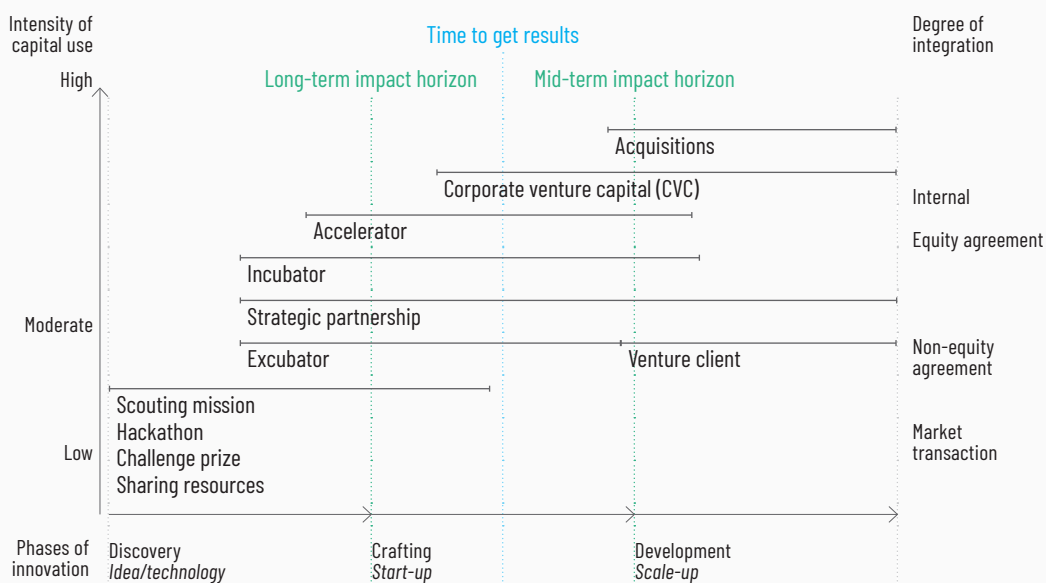 Intensity of
capital use
Time to get results
Degree of
integration
High
Long-term impact horizon
Mid-term impact horizon
Acquisitions
Corporate venture capital (CVC)
Internal
Accelerator
Equity agreement
Incubator
Strategic partnership
Moderate
Excubator
Venture client
Non-equity
agreement
Scouting mission
Hackathon
Challenge prize
Sharing resources
Low
Market
transaction
Phases of
innovation
Discovery
Idea/technology
Crafting
Start-up
Development
Scale-up